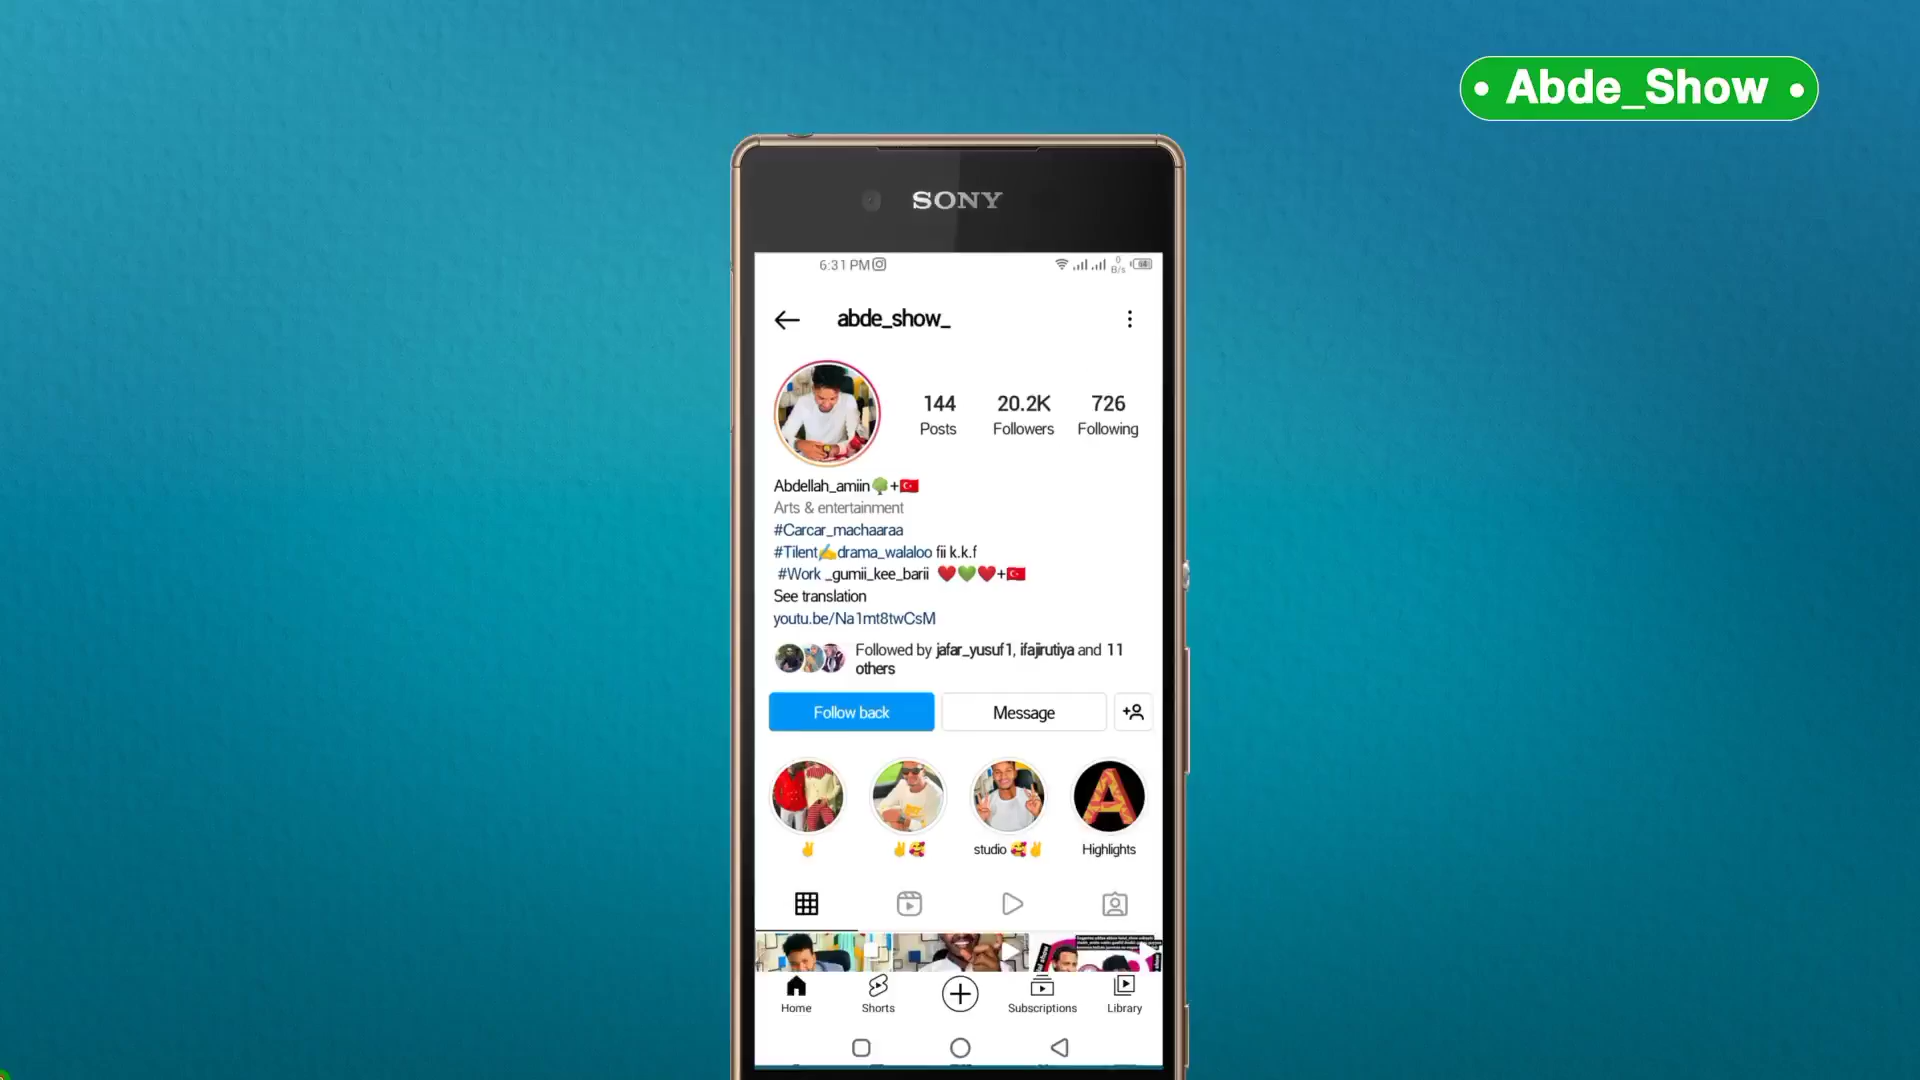 • Abde_Show •
SONY
6:31 PM
0
B/s
abde_show_
144
20.2K
726
Posts
Followers
Following
Abdellah_amiin🌳+🇹🇷
Arts & entertainment
#Carcar_machaaraa
#Tilent✍️drama_walaloo fii k.k.f
#Work _gumii_kee_barii ❤️💚❤️+🇹🇷
See translation
youtu.be/Na1mt8twCsM
Followed by jafar_yusuf1, ifajirutiya and 11
others
Follow back
Message
✌️
✌️🥰
studio 🥰✌️
A
Highlights
Home
Shorts
Subscriptions
Library